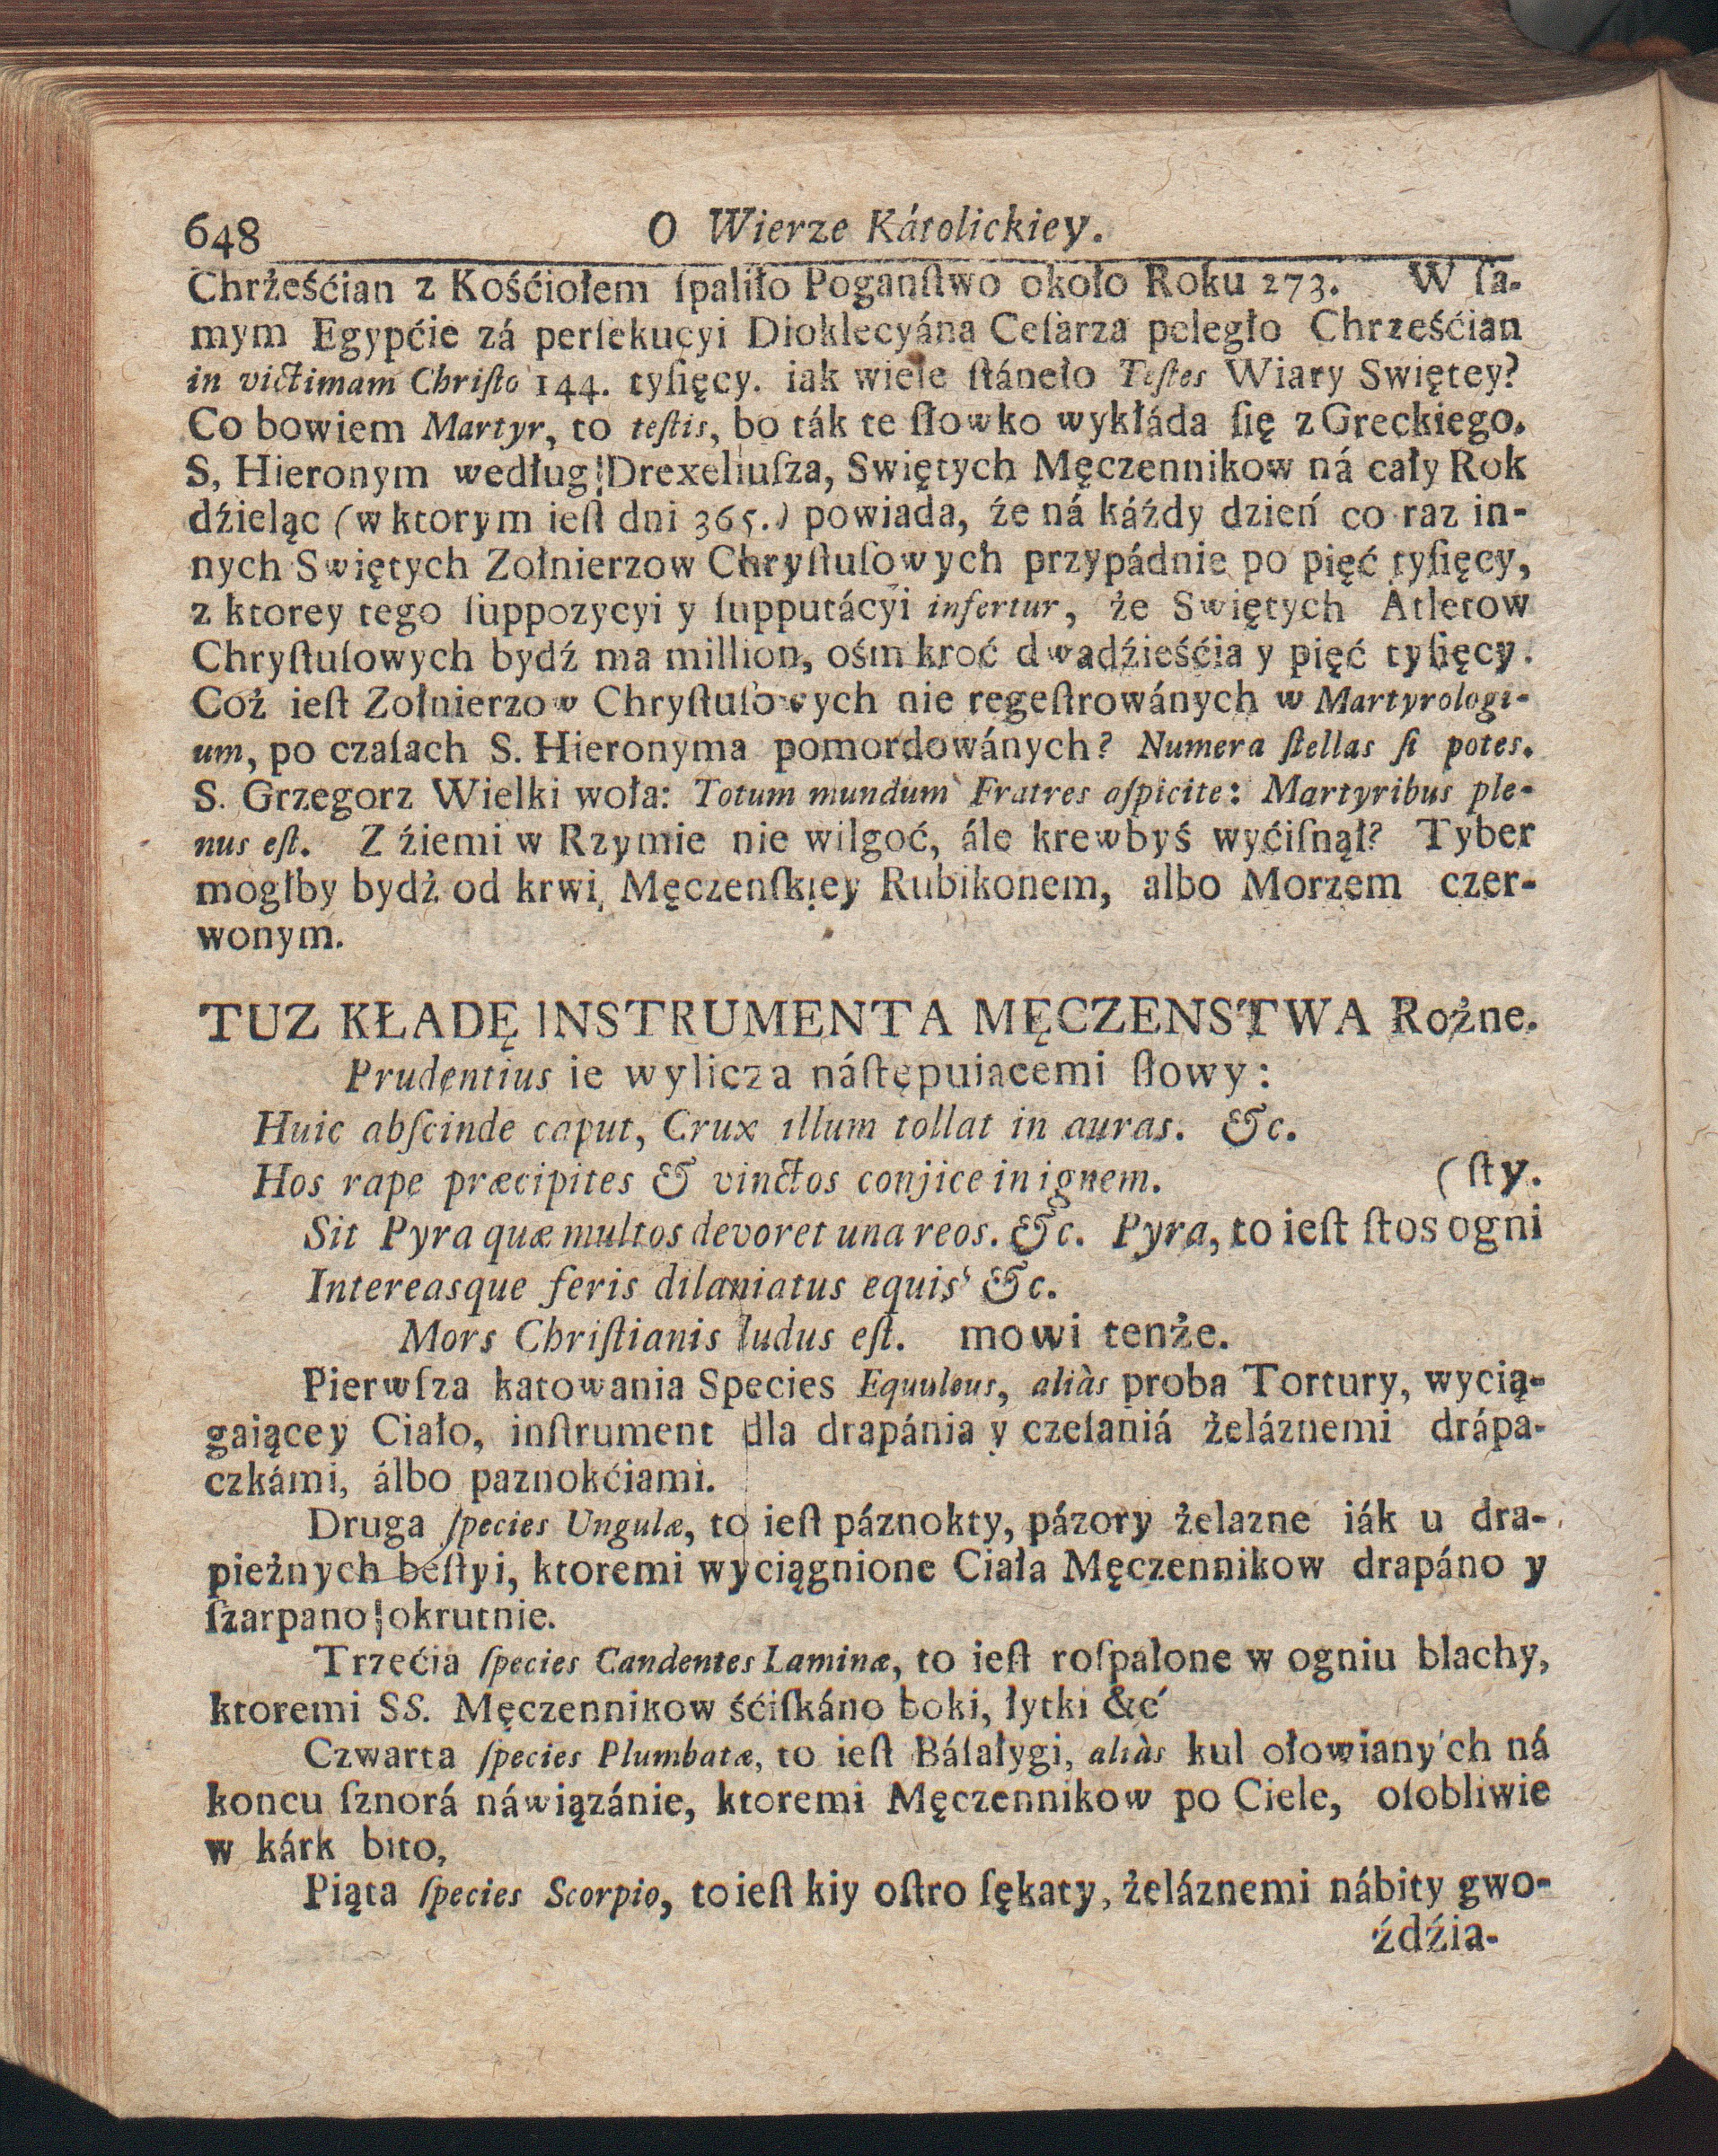 648 O Wierze Kátolickiey.
Chrżeśćian z Kośćiołem ſpaliło Poganſtwo około Roku 273. W ſa-
mym Egypćie zá perſekucyi Dioklecyána Ceſarza peległo Chrześćian
in victimam Chriſto 144. tyſięcy. iak wiele ſtáneło Teſtes Wiary Swiętey?
Co bowiem Martyr, to teſtis, bo ták te ſłowko wykłáda ſię z Greckiego.
S, Hieronym według Drexeliuſza, Swiętych Męczennikow ná cały Rok
dźieląc (w ktorym ieſt dni 365.) powiada, źe ná káźdy dzień co raz in-
nych Swiętych Zołnierzow Chryſtuſowych przypádnie po pięć tyſięcy,
z ktorey tego ſuppozycyi y ſupputácyi infertur, że Swiętych Atletow
Chryſtuſowych bydź ma million, ośm kroć dwadźieśćia y pięć tyſięcy.
Coż ieſt Zołnierzow Chryſtuſowych nie regeſtrowánych w Martyrologi-
um, po czaſach S. Hieronyma pomordowánych? Numera ſtellas ſi potes.
S. Grzegorz Wielki woła: Totum mundum Fratres aſpicite: Martyribus ple-
nus eſt. Z źiemi w Rzymie nie wilgoć, ále krewbyś wyćiſnął? Tyber
mogłby bydź od krwi, Męczenſkiey Rubikonem, albo Morzem czer-
wonym.
TUZ KŁADĘ INSTRUMENTA MĘCZENSTWA Rożne.
Prudentius ie wylicza náſtępuiacemi ſłowy:
Huic abſcinde caput, Crux illum tollat in auras. &c.
Hos rape præcipites & vinctos conjice in ignem. (ſty.
Sit Pyra quæ multos devoret una reos. &c. Pyra, to ieſt ſtos ogni
Intereasque feris dilaniatus equis &c.
Mors Chriſtianis ludus eſt. mowi tenże.
Pierwſza katowania Species Equuleus, aliàs proba Tortury, wycią-
gaiącey Ciało, inſtrument dla drapánia y czeſaniá żeláznemi drápa-
czkámi, álbo paznokćiami.
Druga ſpecies Ungulæ, to ieſt páznokty, pázory żelazne iák u dra-
pieżnych beſtyi, ktoremi wyciągnione Ciała Męczennikow drapáno y
ſzarpano okrutnie.
Trzećia ſpecies Candentes Laminæ, to ieſt roſpalone w ogniu blachy,
ktoremi SS. Męczennikow śćiſkáno boki, łytki &c
Czwarta ſpecies Plumbatæ, to ieſt Báſałygi, aliàs kul ołowianych ná
koncu ſznorá náwiązánie, ktoremi Męczennikow po Ciele, oſobliwie
w kárk bito,
Piąta ſpecies Scorpio, to ieſt kiy oſtro ſękaty, żeláznemi nábity gwo-
źdźia-